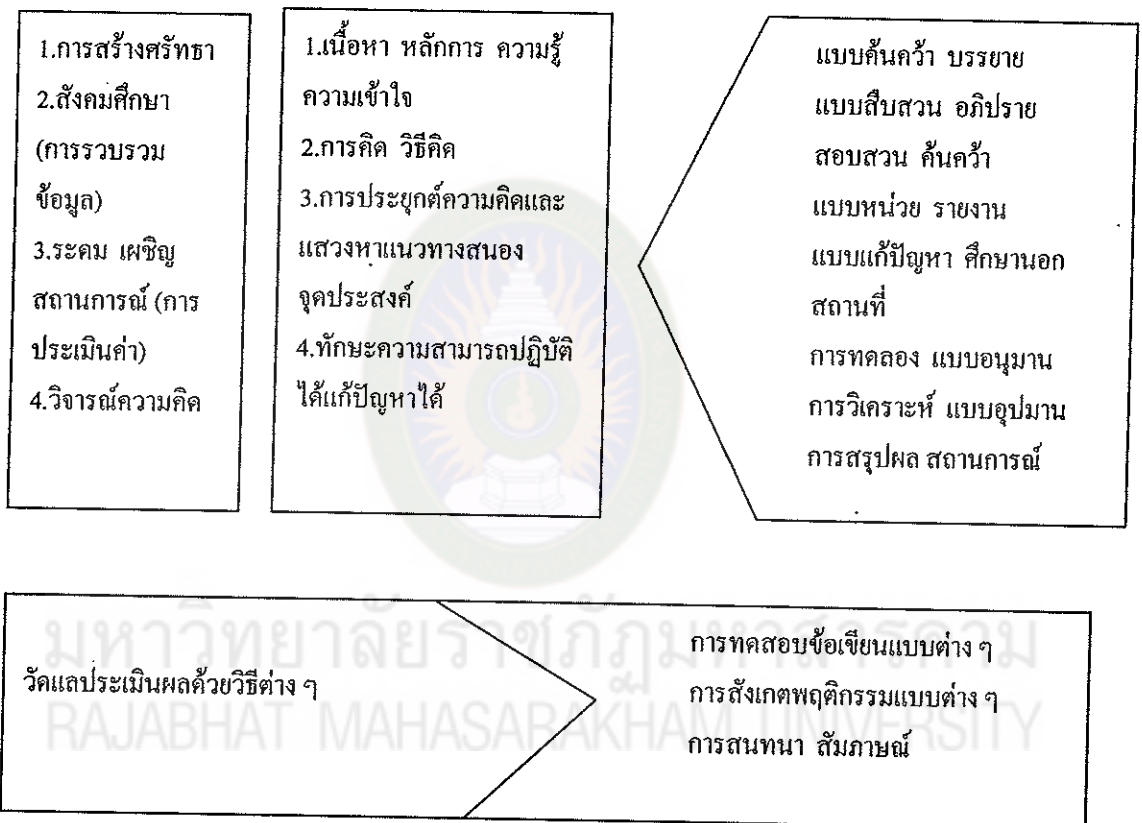 1.การสร้างศรัทธา
2.สังคมศึกษา
(การรวบรวม
ข้อมูล)
3.ระดม เผชิญ
สถานการณ์ (การ
ประเมินค่า)
4.วิจารณ์ความคิด
1.เนื้อหา หลักการ ความรู้
ความเข้าใจ
2.การคิด วิธีคิด
3.การประยุกต์ความคิดและ
แสวงหาแนวทางสนอง
จุดประสงค์
4.ทักษะความสามารถปฏิบัติ
ได้แก้ปัญหาได้
แบบค้นคว้า บรรยาย
แบบสืบสวน อภิปราย
สอบสวน ค้นคว้า
แบบหน่วย รายงาน
แบบแก้ปัญหา ศึกษานอก
สถานที่
การทดลอง แบบอนุมาน
การวิเคราะห์ แบบอุปมาน
การสรุปผล สถานการณ์
วัดแลประเมินผลด้วยวิธีต่าง ๆ
การทดสอบข้อเขียนแบบต่าง ๆ
การสังเกตพฤติกรรมแบบต่าง ๆ
การสนทนา สัมภาษณ์
มหาวิทยาลัยราชภัฏมหาสารคาม
RAJABHAT MAHASARAKHAM UNIVERSITY